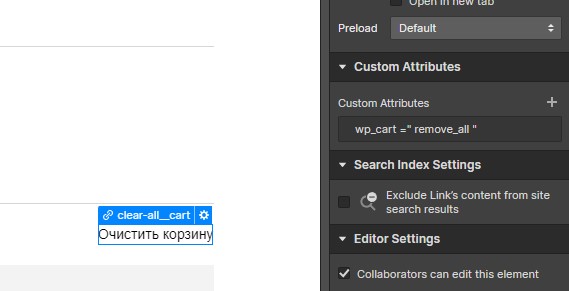 Open in new tab
Preload Default
Custom Attributes
Custom Attributes
wp_cart =" remove_all "
Search Index Settings
Exclude Link's content from site
search results
clear-all__cart
Очистить корзину
Editor Settings
Collaborators can edit this element